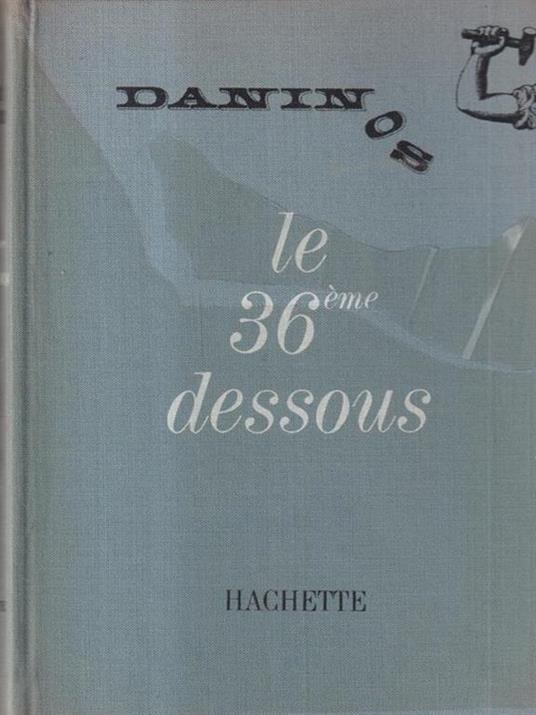 DANINOS
le
36ème
dessous
HACHETTE